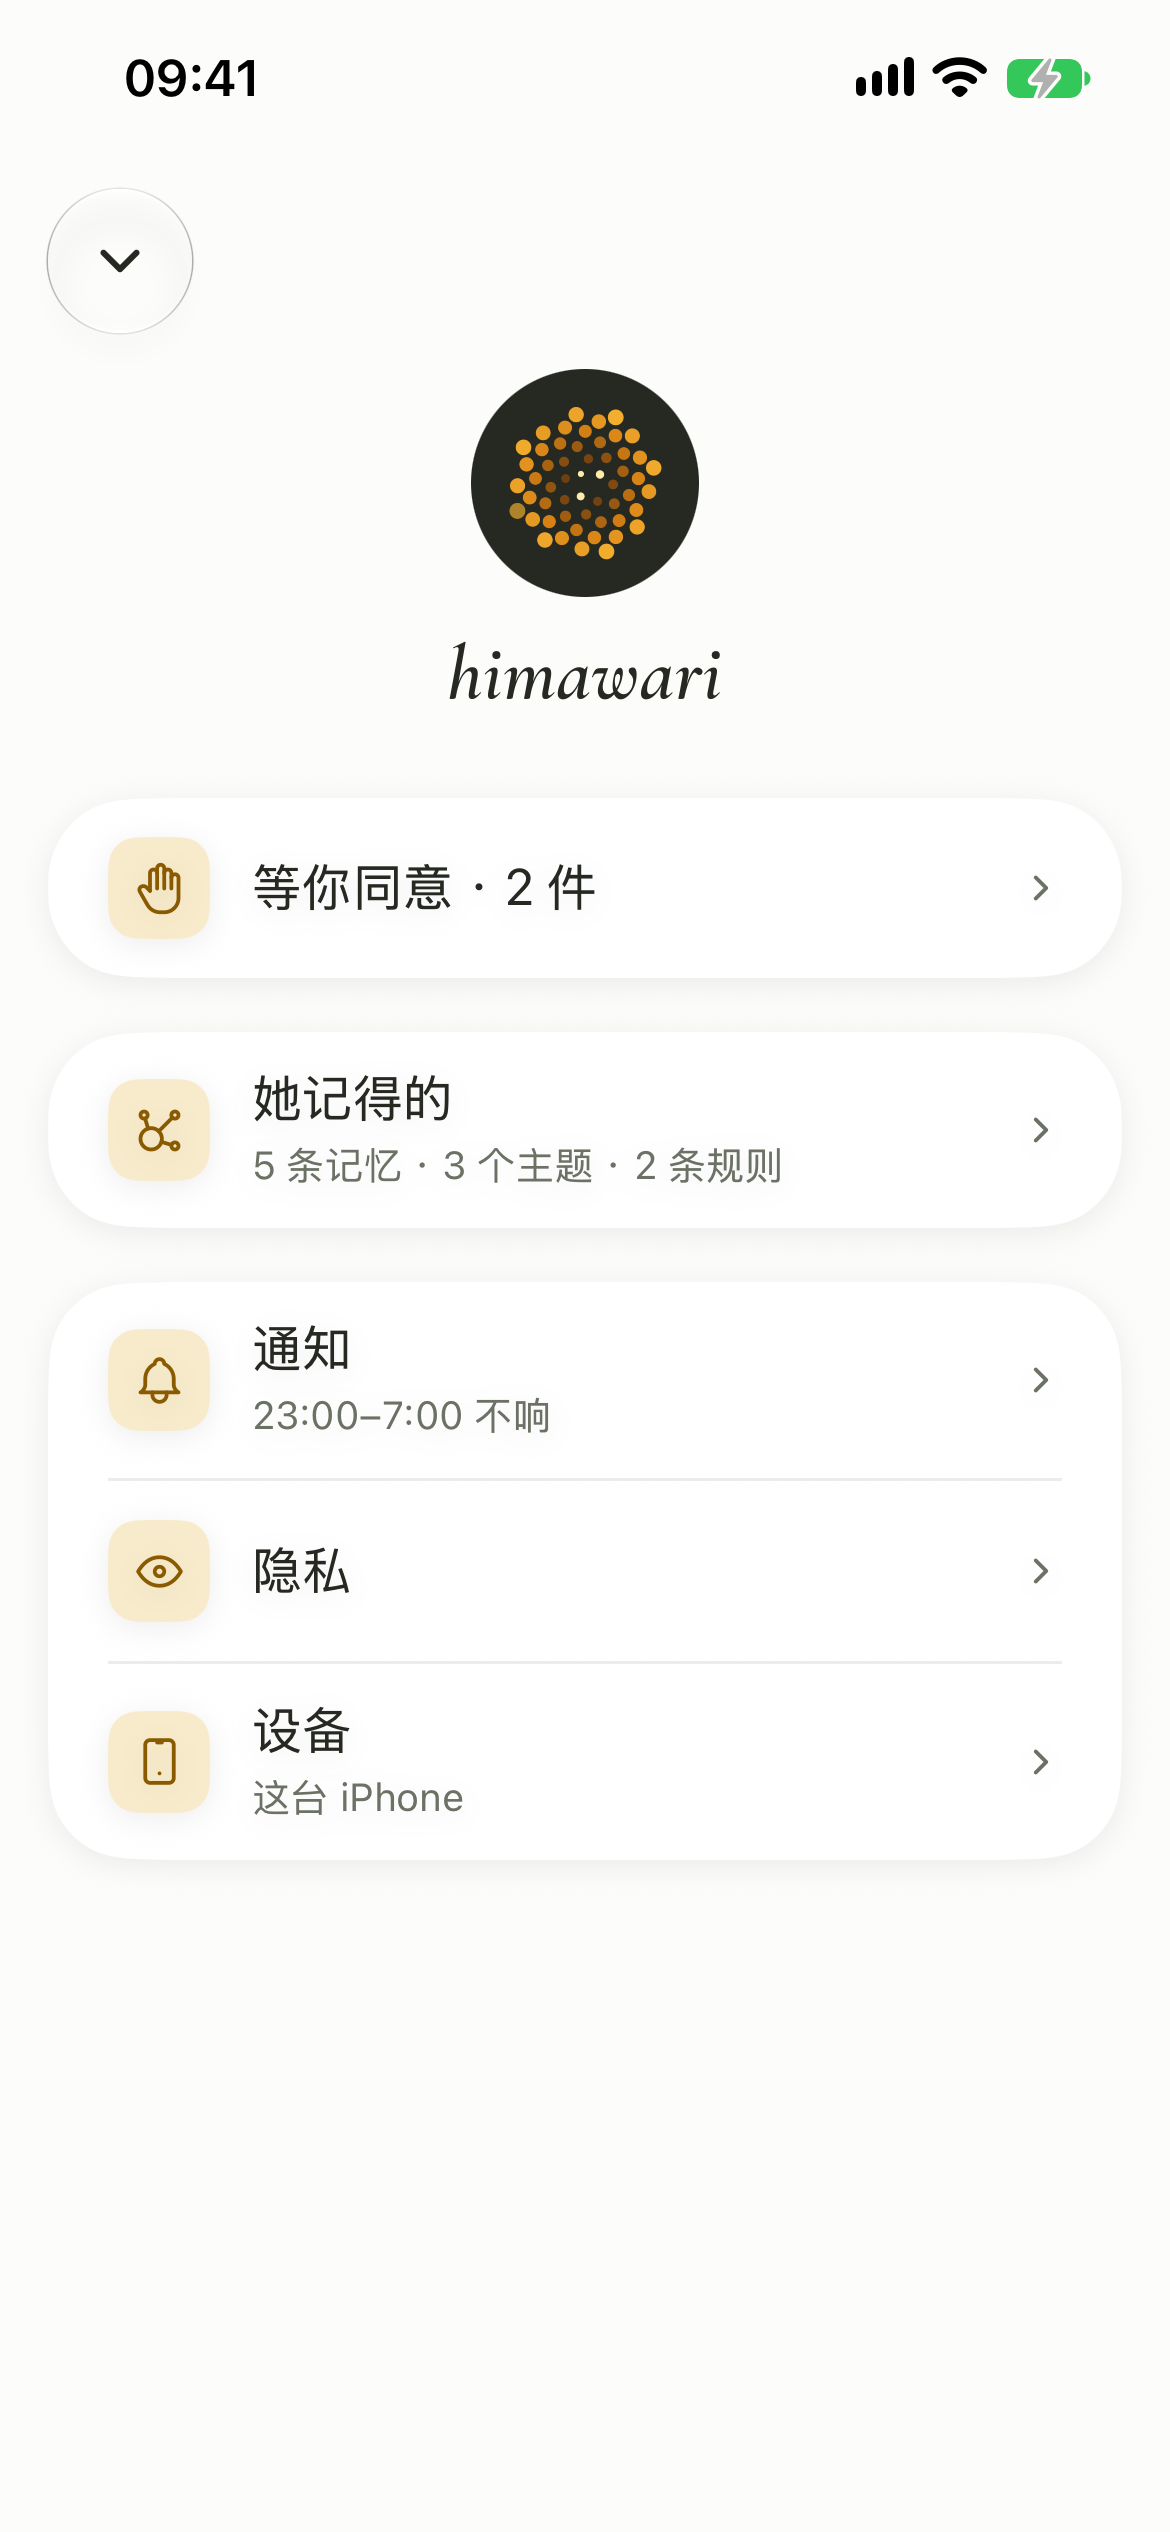 09:41
himawari
等你同意 · 2 件
她记得的
5 条记忆 · 3 个主题 · 2 条规则
通知
23:00–7:00 不响
隐私
设备
这台 iPhone